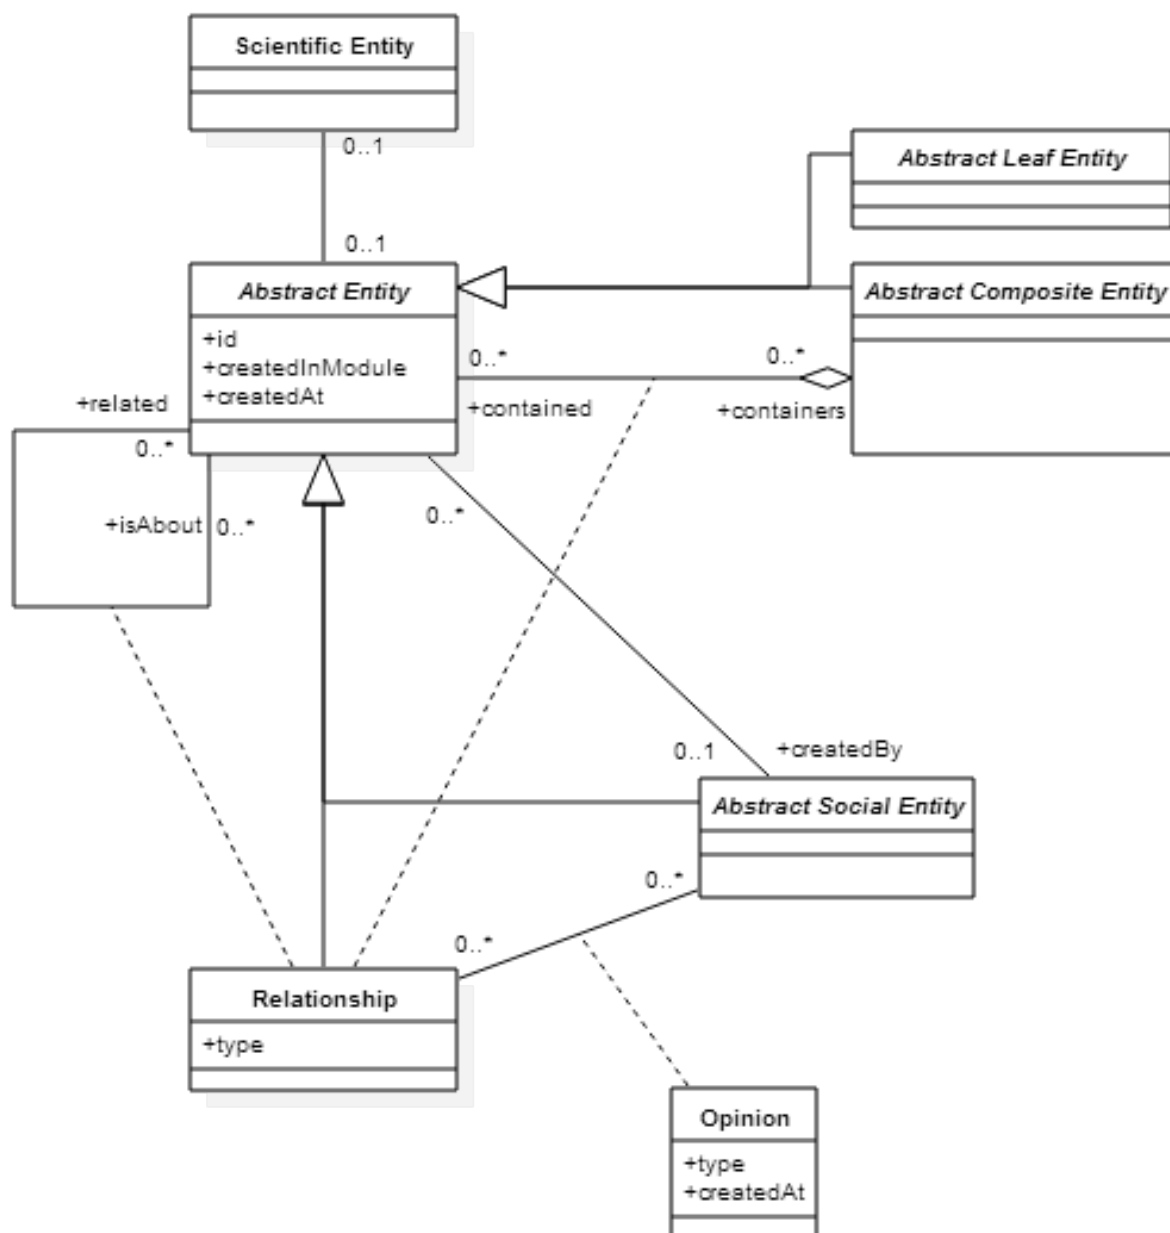 Scientific Entity
0..1
Abstract Leaf Entity
0..1
Abstract Entity
Abstract Composite Entity
+id
+createdInModule
+createdAt
0..*
0..*
+contained
+containers
+related
0..*
+isAbout
0..*
0..*
0..1
+createdBy
Abstract Social Entity
0..*
0..*
Relationship
+type
Opinion
+type
+createdAt